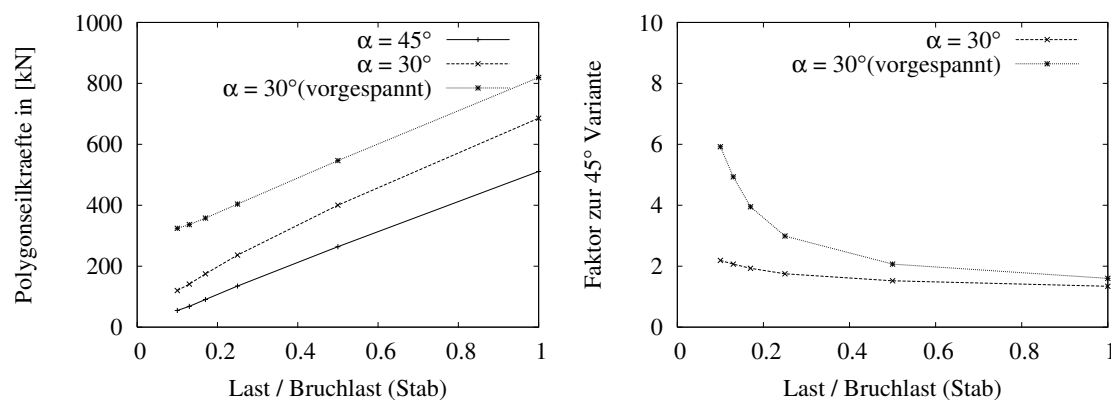 Polygonseilkraefte in [kN]
1000
800
600
400
200
0
α = 45°
α = 30°
α = 30°(vorgespannt)
0 0.2 0.4 0.6 0.8 1
Last / Bruchlast (Stab)
Faktor zur 45° Variante
10
8
6
4
2
0
α = 30°
α = 30°(vorgespannt)
0 0.2 0.4 0.6 0.8 1
Last / Bruchlast (Stab)